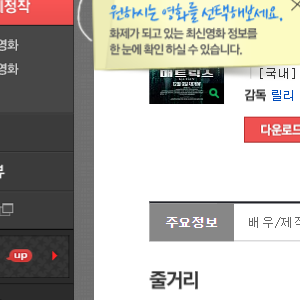 제작
원하시는 영화를 선택해보세요.
화제가 되고 있는 최신영화 정보를
한 눈에 확인 하실 수 있습니다.
영화
영화
매트릭스
[국내]
감독 릴리
다운로드
뷰
주요정보
배우/제작
up
줄거리